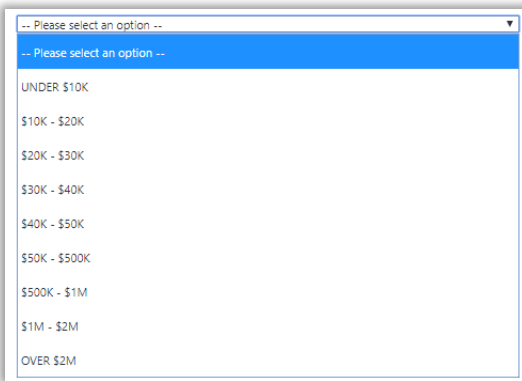 -- Please select an option --
-- Please select an option --
UNDER $10K
$10K - $20K
$20K - $30K
$30K - $40K
$40K - $50K
$50K - $500K
$500K - $1M
$1M - $2M
OVER $2M